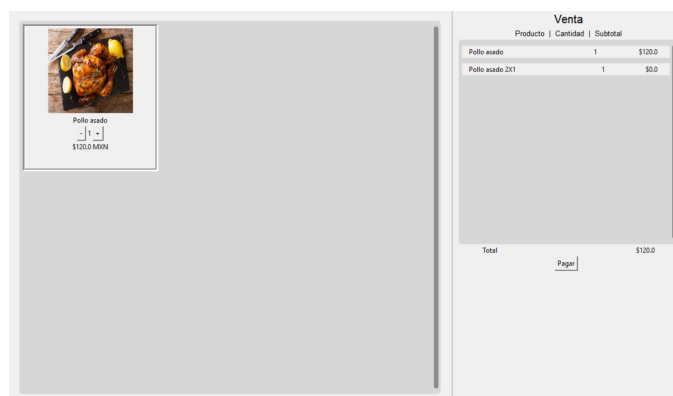 Pollo asado
- 1 +
$120.0 MXN
Venta
Producto | Cantidad | Subtotal
Pollo asado 1 $120.0
Pollo asado 2X1 1 $0.0
Total $120.0
Pagar